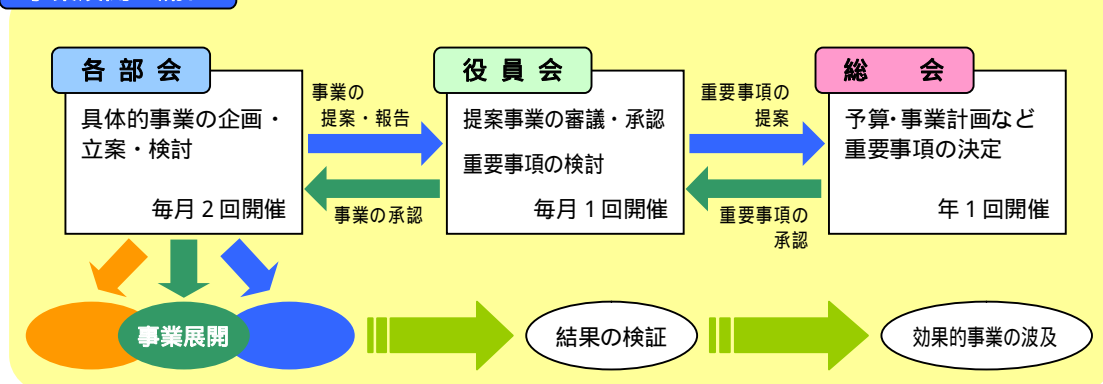 各 部 会
具体的事業の企画・
立案・検討
毎月２回開催
事業の
提案・報告
事業の承認
役 員 会
提案事業の審議・承認
重要事項の検討
毎月１回開催
重要事項の
提案
重要事項の
承認
総 会
予算・事業計画など
重要事項の決定
年１回開催
事業展開
結果の検証
効果的事業の波及